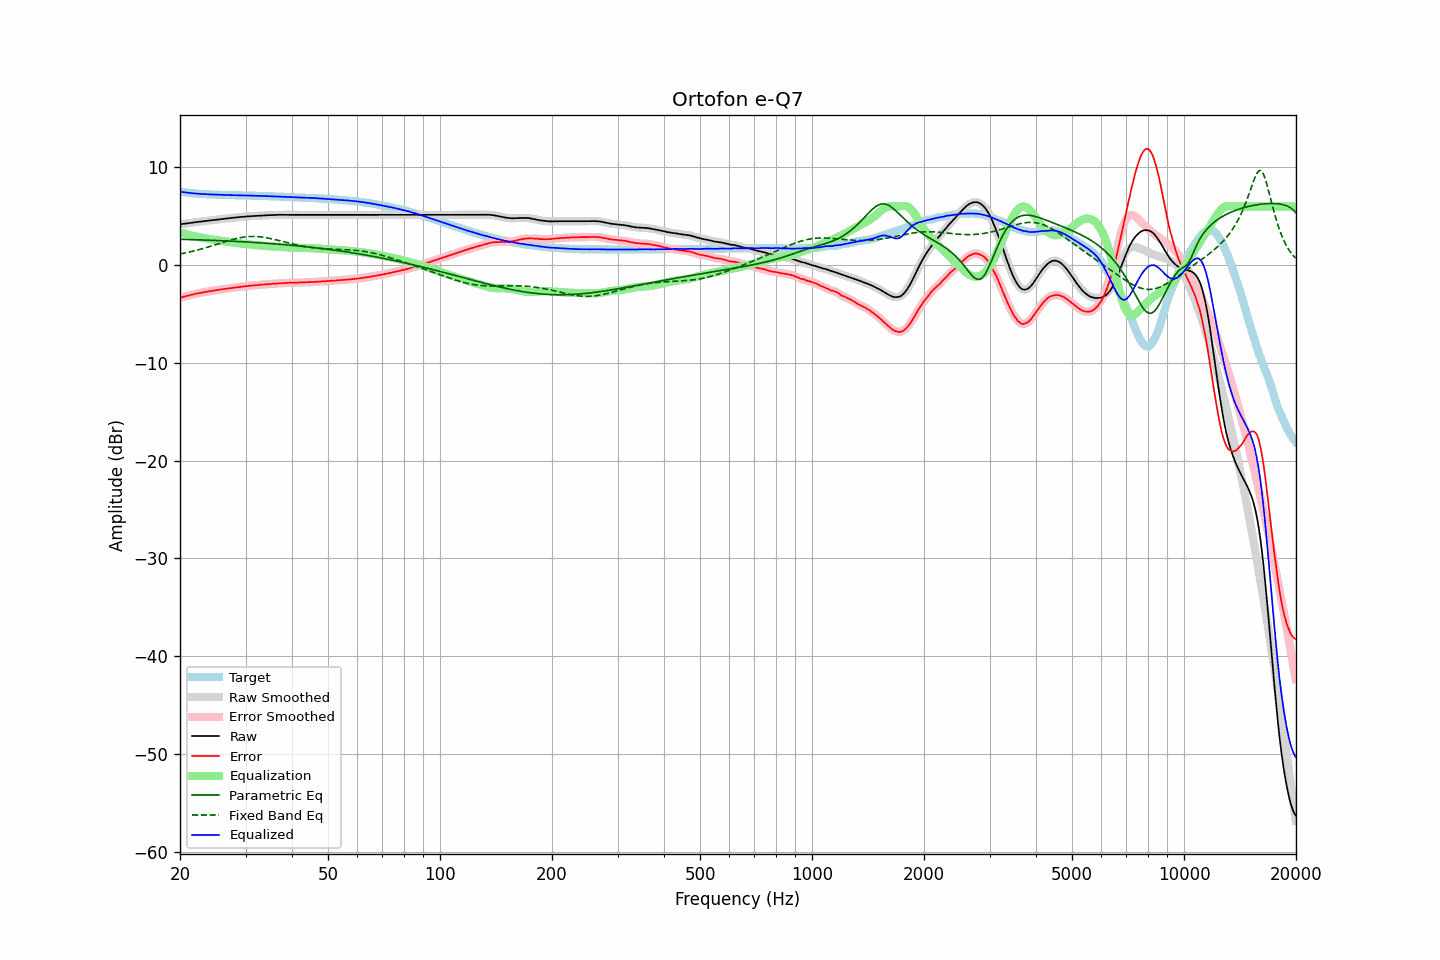 Ortofon e-Q7
Amplitude (dBr)
10
0
−10
−20
−30
−40
−50
−60
Target
Raw Smoothed
Error Smoothed
Raw
Error
Equalization
Parametric Eq
Fixed Band Eq
Equalized
20 50 100 200 500 1000 2000 5000 10000 20000
Frequency (Hz)